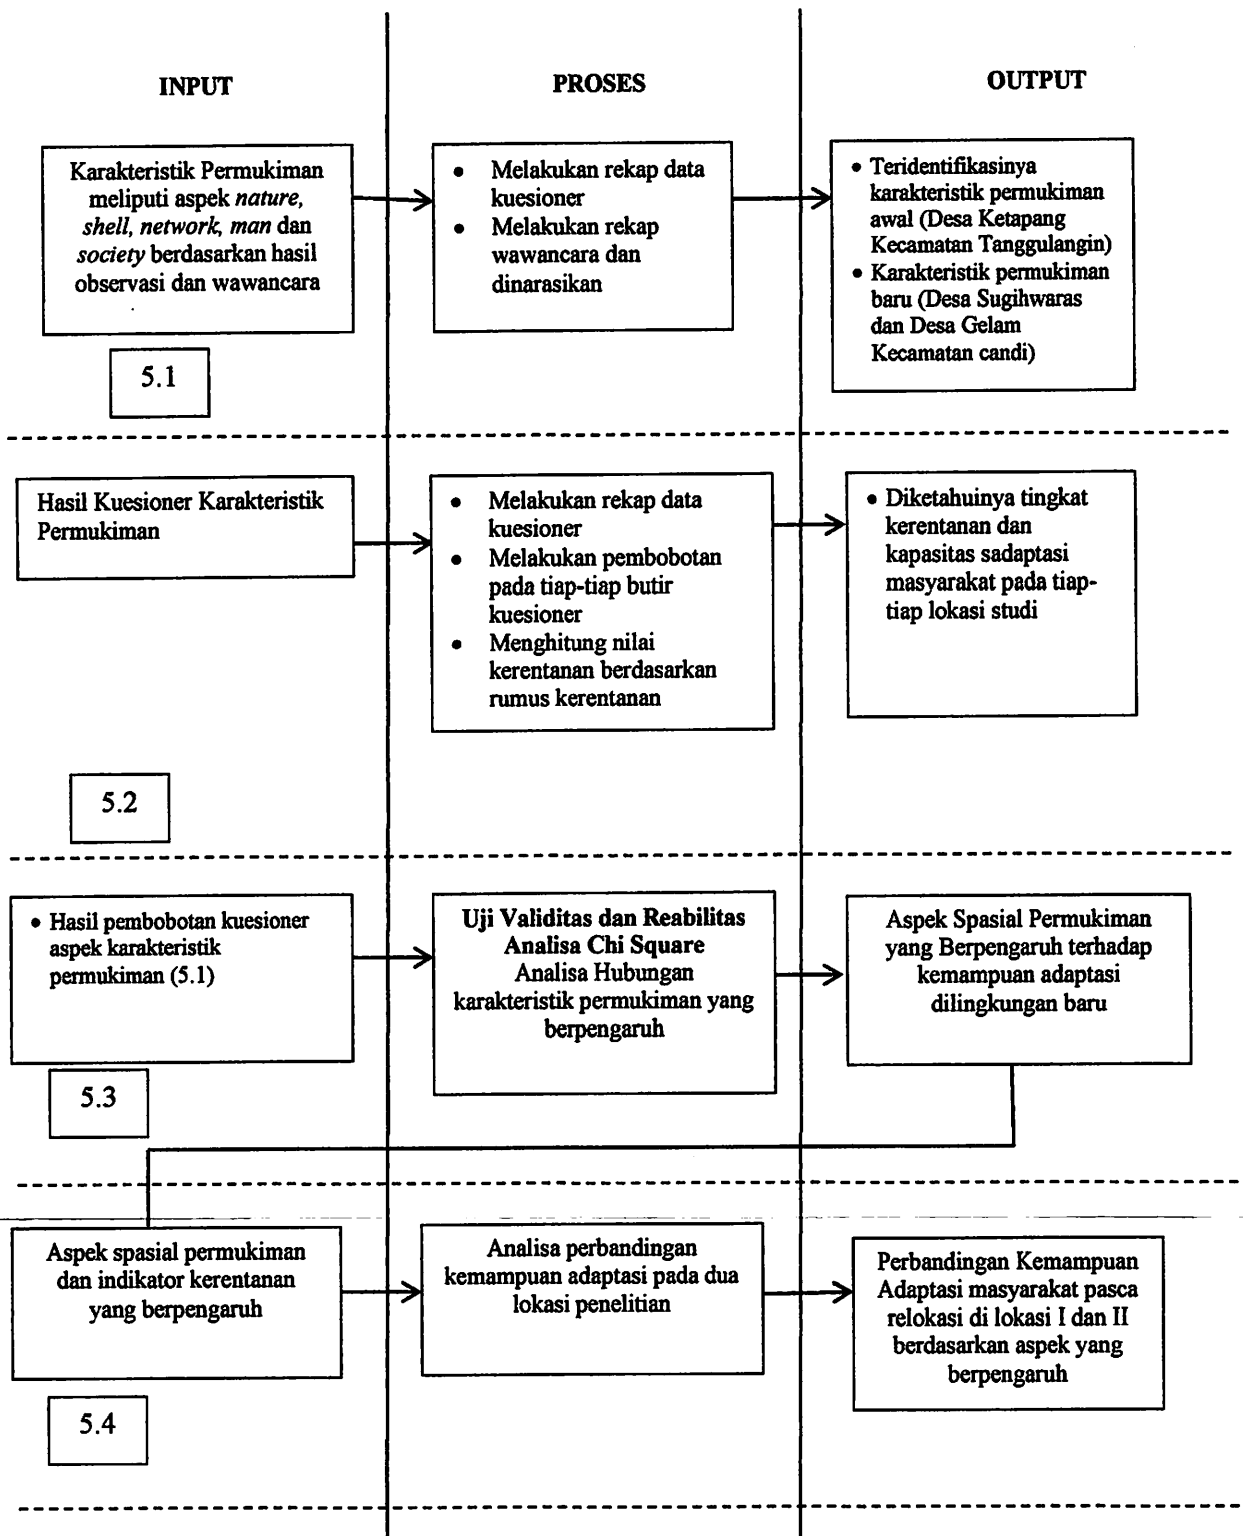 INPUT
PROSES
OUTPUT
Karakteristik Permukiman
meliputi aspek nature,
shell, network, man dan
society berdasarkan hasil
observasi dan wawancara
5.1
• Melakukan rekap data
kuesioner
• Melakukan rekap
wawancara dan
dinarasikan
• Teridentifikasinya
karakteristik permukiman
awal (Desa Ketapang
Kecamatan Tanggulangin)
• Karakteristik permukiman
baru (Desa Sugihwaras
dan Desa Gelam
Kecamatan candi)
Hasil Kuesioner Karakteristik
Permukiman
5.2
• Melakukan rekap data
kuesioner
• Melakukan pembobotan
pada tiap-tiap butir
kuesioner
• Menghitung nilai
kerentanan berdasarkan
rumus kerentanan
• Diketahuinya tingkat
kerentanan dan
kapasitas sadaptasi
masyarakat pada tiap-
tiap lokasi studi
• Hasil pembobotan kuesioner
aspek karakteristik
permukiman (5.1)
5.3
Uji Validitas dan Reabilitas
Analisa Chi Square
Analisa Hubungan
karakteristik permukiman yang
berpengaruh
Aspek Spasial Permukiman
yang Berpengaruh terhadap
kemampuan adaptasi
dilingkungan baru
Aspek spasial permukiman
dan indikator kerentanan
yang berpengaruh
5.4
Analisa perbandingan
kemampuan adaptasi pada dua
lokasi penelitian
Perbandingan Kemampuan
Adaptasi masyarakat pasca
relokasi di lokasi I dan II
berdasarkan aspek yang
berpengaruh